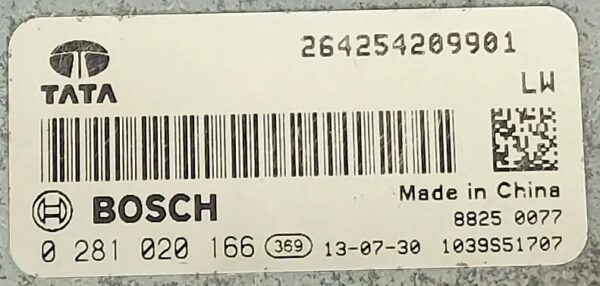 264254209901
TATA
LW
Made in China
BOSCH
8825 0077
0 281 020 166 369 13-07-30 1039S51707